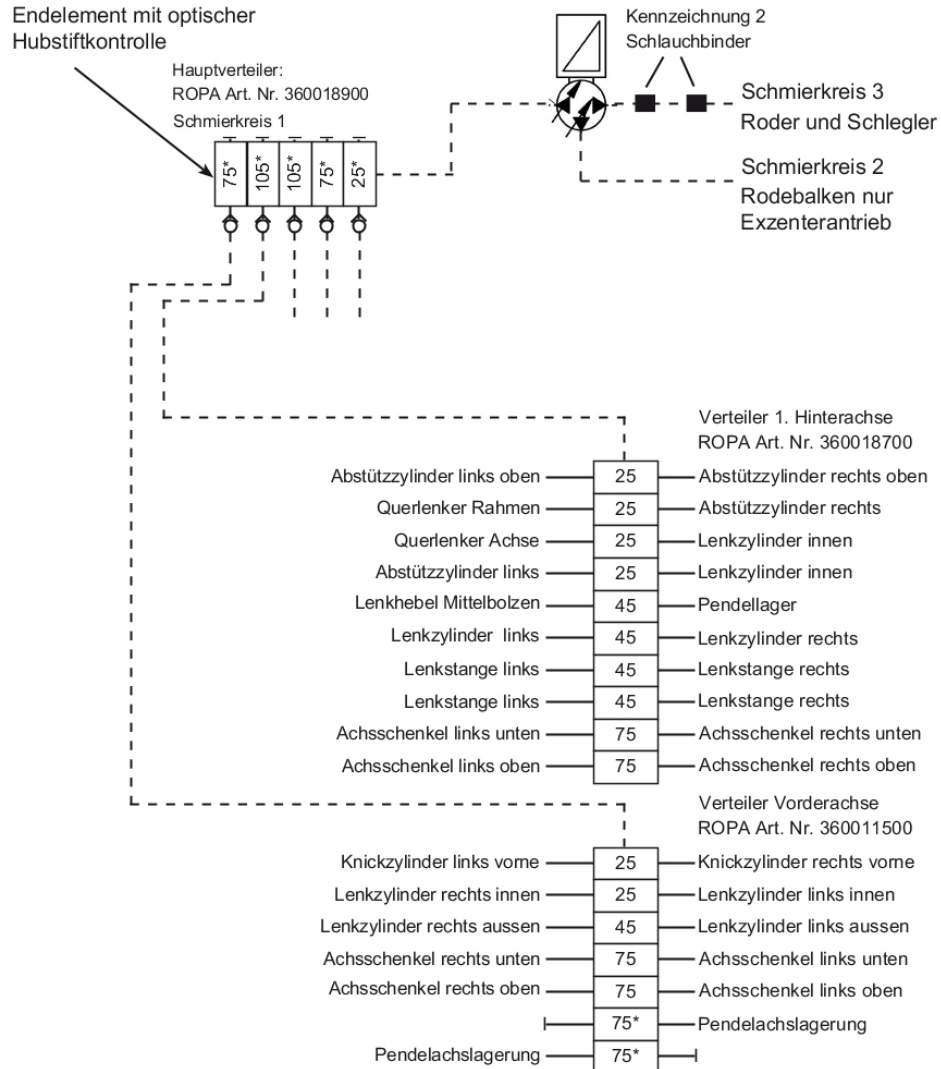 Endelement mit optischer
Hubstiftkontrolle
Hauptverteiler:
ROPA Art. Nr. 360018900
Schmierkreis 1
75*
105*
105*
75*
25*
Kennzeichnung 2
Schlauchbinder
Schmierkreis 3
Roder und Schlegler
Schmierkreis 2
Rodebalken nur
Exzenterantrieb
Verteiler 1. Hinterachse
ROPA Art. Nr. 360018700
Abstützzylinder links oben 25 Abstützzylinder rechts oben
Querlenker Rahmen 25 Abstützzylinder rechts
Querlenker Achse 25 Lenkzylinder innen
Abstützzylinder links 25 Lenkzylinder innen
Lenkhebel Mittelbolzen 45 Pendellager
Lenkzylinder links 45 Lenkzylinder rechts
Lenkstange links 45 Lenkstange rechts
Lenkstange links 45 Lenkstange rechts
Achsschenkel links unten 75 Achsschenkel rechts unten
Achsschenkel links oben 75 Achsschenkel rechts oben
Verteiler Vorderachse
ROPA Art. Nr. 360011500
Knickzylinder links vorne 25 Knickzylinder rechts vorne
Lenkzylinder rechts innen 25 Lenkzylinder links innen
Lenkzylinder rechts aussen 45 Lenkzylinder links aussen
Achsschenkel rechts unten 75 Achsschenkel links unten
Achsschenkel rechts oben 75 Achsschenkel links oben
75* Pendelachslagerung
Pendelachslagerung 75*